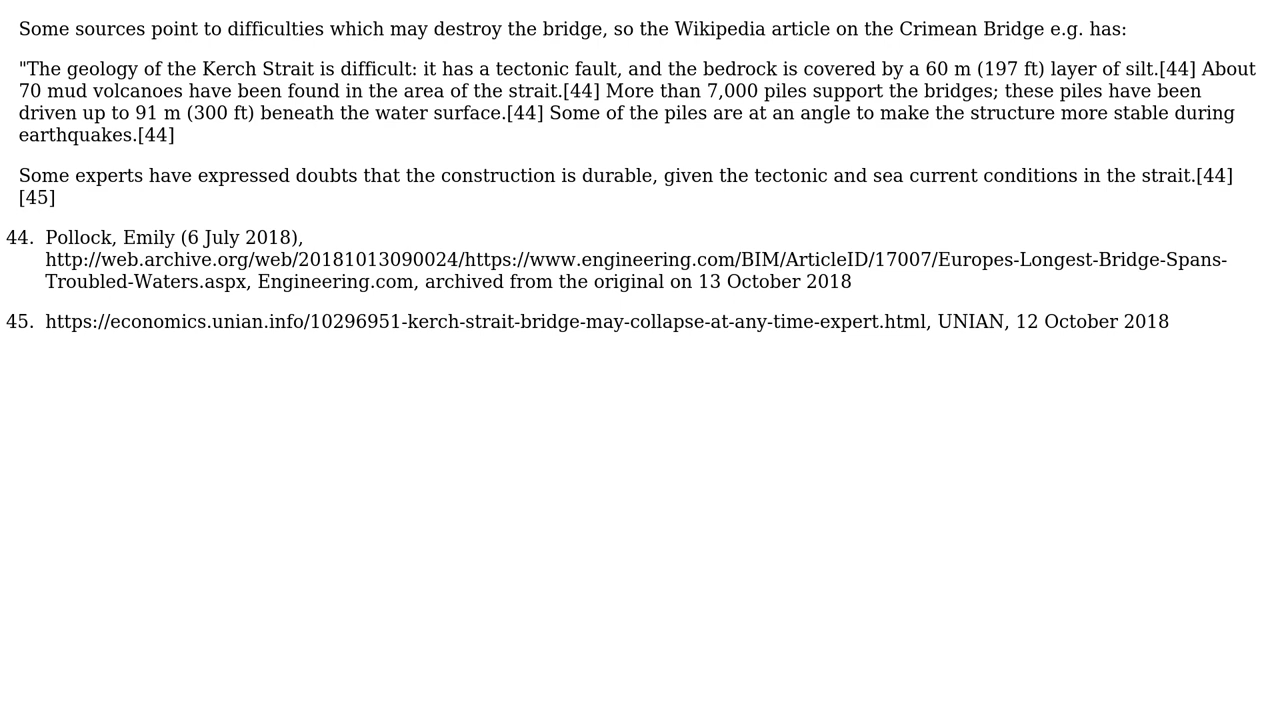 Some sources point to difficulties which may destroy the bridge, so the Wikipedia article on the Crimean Bridge e.g. has:
"The geology of the Kerch Strait is difficult: it has a tectonic fault, and the bedrock is covered by a 60 m (197 ft) layer of silt.[44] About
70 mud volcanoes have been found in the area of the strait.[44] More than 7,000 piles support the bridges; these piles have been
driven up to 91 m (300 ft) beneath the water surface.[44] Some of the piles are at an angle to make the structure more stable during
earthquakes.[44]
Some experts have expressed doubts that the construction is durable, given the tectonic and sea current conditions in the strait.[44]
[45]
44. Pollock, Emily (6 July 2018),
http://web.archive.org/web/20181013090024/https://www.engineering.com/BIM/ArticleID/17007/Europes-Longest-Bridge-Spans-
Troubled-Waters.aspx, Engineering.com, archived from the original on 13 October 2018
45. https://economics.unian.info/10296951-kerch-strait-bridge-may-collapse-at-any-time-expert.html, UNIAN, 12 October 2018